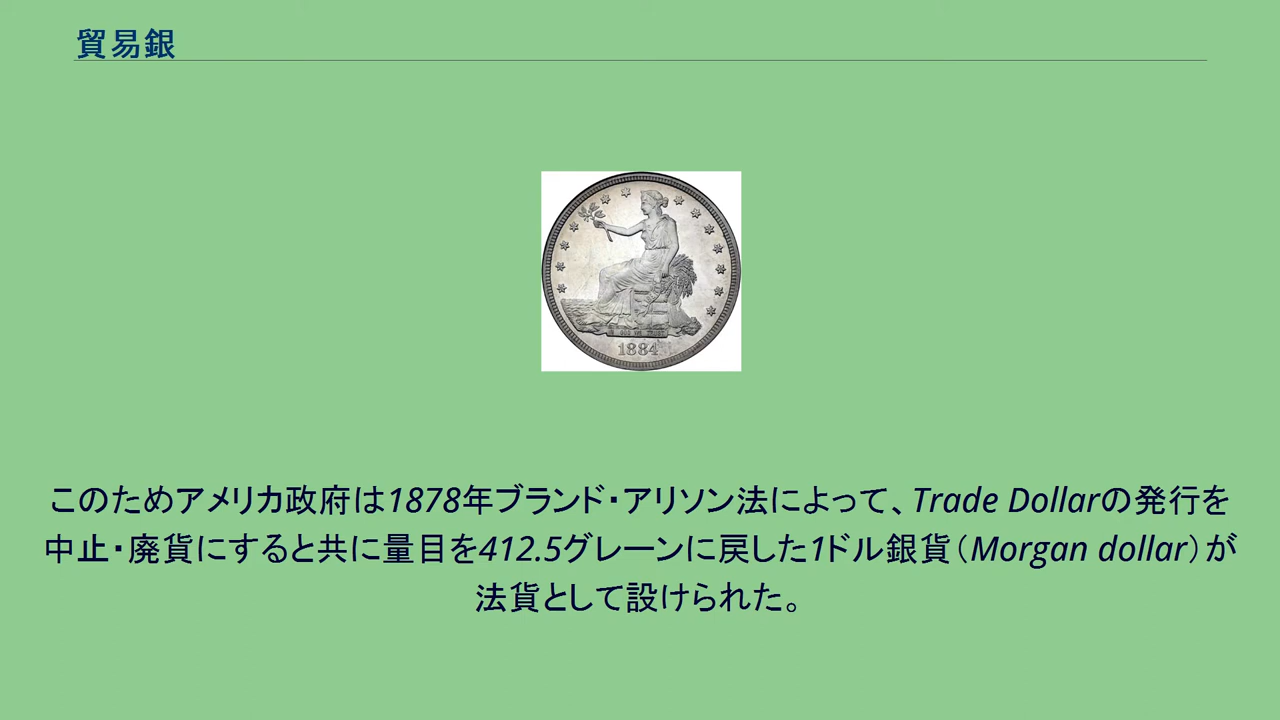 貿易銀
1884
このためアメリカ政府は1878年ブランド・アリソン法によって、Trade Dollarの発行を
中止・廃貨にすると共に量目を412.5グレーンに戻した1ドル銀貨（Morgan dollar）が
法貨として設けられた。